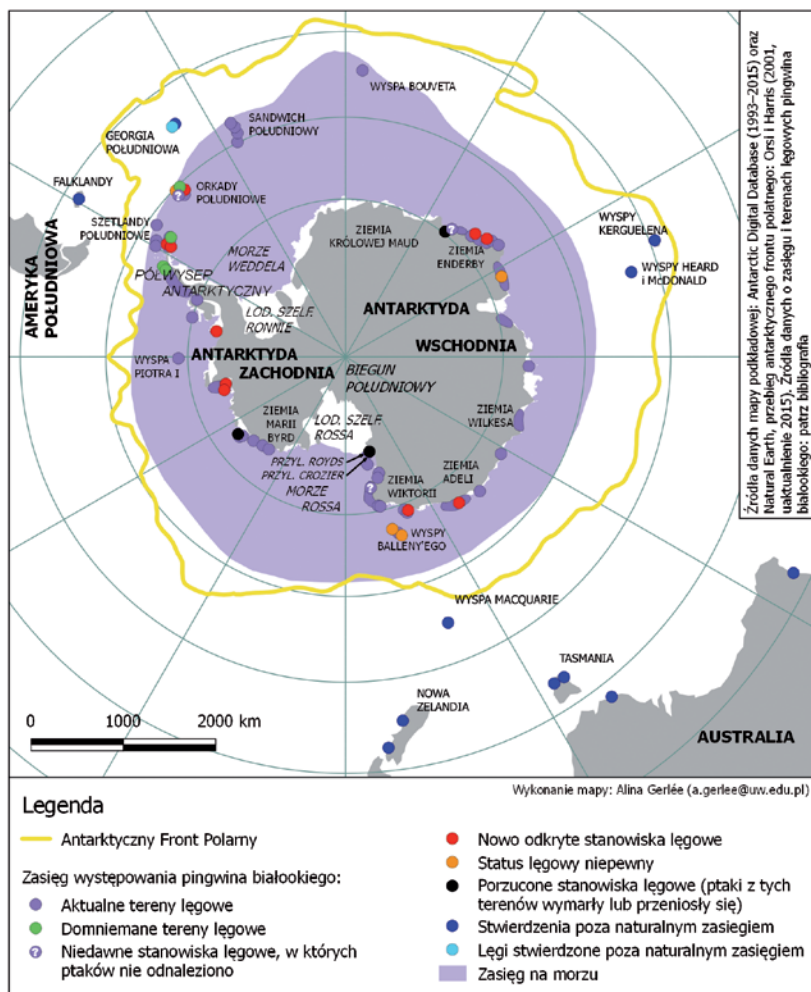 WYSPA BOUVETA
SANDWICH
POŁUDNIOWY
GEORGIA
POŁUDNIOWA
FALKLANDY
ORKADY
POŁUDNIOWE
SZETLANDY
POŁUDNIOWE
AMERYKA
POŁUDNIOWA
MORZE
WEDDELA
PÓŁWYSEP
ANTARKTYCZNY
LOD. SZELF.
RONNIE
ZIEMIA
KRÓLOWEJ MAUD
ZIEMIA
ENDERBY
WYSPY
KERGUELENA
WYSPY HEARD
i McDONALD
ANTARKTYDA
WSCHODNIA
WYSPA
PIOTRA I
ANTARKTYDA
ZACHODNIA
BIEGUN
POŁUDNIOWY
ZIEMIA
MARII
BYRD
LOD. SZELF.
ROSSA
PRZYL. ROYDS
PRZYL. CROZIER
MORZE
ROSSA
ZIEMIA
WIKTORII
ZIEMIA
ADELI
ZIEMIA
WILKESA
WYSPY
BALLENY'EGO
WYSPA MACQUARIE
TASMANIA
NOWA
ZELANDIA
AUSTRALIA
0 1000 2000 km
Źródła danych mapy podkładowej: Antarctic Digital Database (1993–2015) oraz
Natural Earth, przebieg antarktycznego frontu polarnego: Orsi i Harris (2001,
uaktualnienie 2015). Źródła danych o zasięgu i terenach lęgowych pingwina
białookiego: patrz bibliografia
Wykonanie mapy: Alina Gerlée (a.gerlee@uw.edu.pl)
Legenda
Antarktyczny Front Polarny
Zasięg występowania pingwina białookiego:
Aktualne tereny lęgowe
Domniemane tereny lęgowe
? Niedawne stanowiska lęgowe, w których
ptaków nie odnaleziono
Nowo odkryte stanowiska lęgowe
Status lęgowy niepewny
Porzucone stanowiska lęgowe (ptaki z tych
terenów wymarły lub przeniosły się)
Stwierdzenia poza naturalnym zasięgiem
Lęgi stwierdzone poza naturalnym zasięgiem
Zasięg na morzu